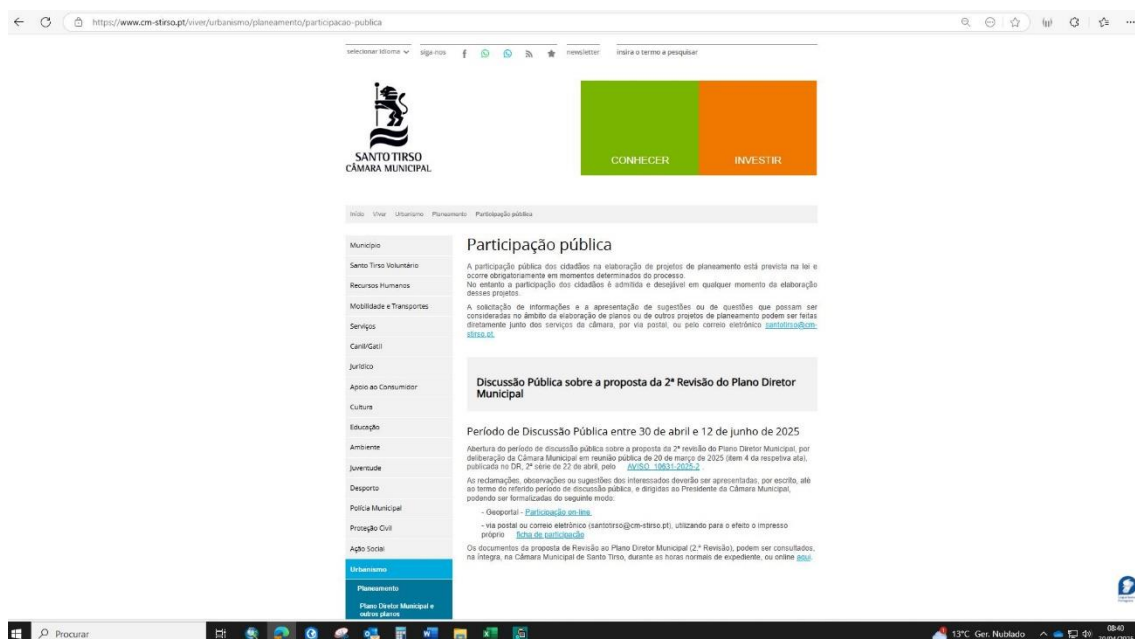 https://www.cm-stirso.pt/viver/urbanismo/planeamento/participacao-publica
selecionar idioma siga-nos newsletter insira o termo a pesquisar
SANTO TIRSO
CÂMARA MUNICIPAL
CONHECER INVESTIR
Início Viver Urbanismo Planeamento Participação pública
Município
Santo Tirso Voluntário
Recursos Humanos
Mobilidade e Transportes
Serviços
Canil/Gatil
Jurídico
Apoio ao Consumidor
Cultura
Educação
Ambiente
Juventude
Desporto
Polícia Municipal
Proteção Civil
Ação Social
Urbanismo
Planeamento
Plano Diretor Municipal e
outros planos
Participação pública
A participação pública dos cidadãos na elaboração de projetos de planeamento está prevista na lei e
ocorre obrigatoriamente em momentos determinados do processo.
No entanto a participação dos cidadãos é admitida e desejável em qualquer momento da elaboração
desses projetos.
A solicitação de informações e a apresentação de sugestões ou de questões que possam ser
consideradas no âmbito da elaboração de planos ou de outros projetos de planeamento podem ser feitas
diretamente junto dos serviços da câmara, por via postal, ou pelo correio eletrónico santotirso@cm-
stirso.pt.
Discussão Pública sobre a proposta da 2ª Revisão do Plano Diretor
Municipal
Período de Discussão Pública entre 30 de abril e 12 de junho de 2025
Abertura do período de discussão pública sobre a proposta da 2ª revisão do Plano Diretor Municipal, por
deliberação da Câmara Municipal em reunião pública de 20 de março de 2025 (item 4 da respetiva ata),
publicada no DR, 2ª série de 22 de abril, pelo AVISO_10631-2025-2 .
As reclamações, observações ou sugestões dos interessados deverão ser apresentadas, por escrito, até
ao termo do referido período de discussão pública, e dirigidas ao Presidente da Câmara Municipal,
podendo ser formalizadas do seguinte modo:
- Geoportal - Participação on-line
- via postal ou correio eletrónico (santotirso@cm-stirso.pt), utilizando para o efeito o impresso
próprio ficha de participação
Os documentos da proposta de Revisão ao Plano Diretor Municipal (2.ª Revisão), podem ser consultados,
na íntegra, na Câmara Municipal de Santo Tirso, durante as horas normais de expediente, ou online aqui.
Procurar
13°C Ger. Nublado
08:40